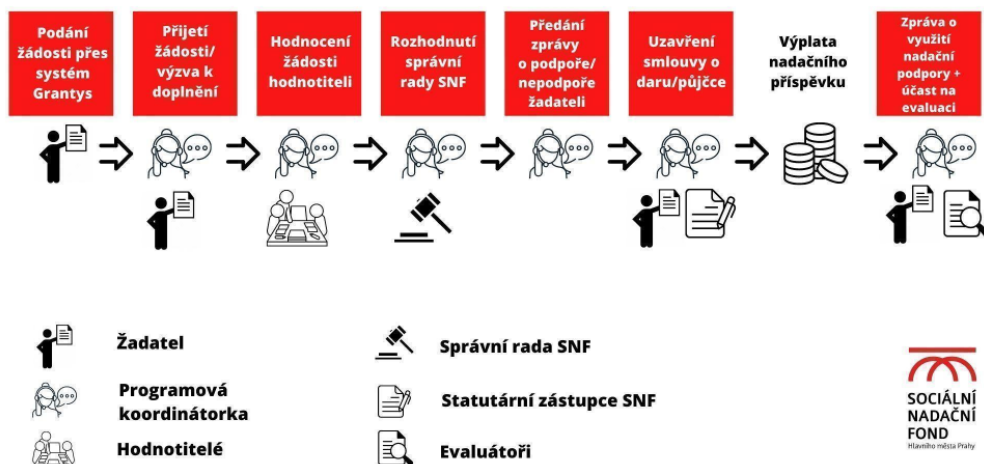 Podání
žádosti přes
systém
Grantys
Přijetí
žádosti/
výzva k
doplnění
Hodnocení
žádosti
hodnotiteli
Rozhodnutí
správní
rady SNF
Předání
zprávy
o podpoře/
nepodpoře
žadateli
Uzavření
smlouvy o
daru/půjčce
Výplata
nadačního
příspěvku
Zpráva o
využití
nadační
podpory +
účast na
evaluaci
Žadatel
Správní rada SNF
Programová
koordinátorka
Statutární zástupce SNF
Hodnotitelé
Evaluátoři
SOCIÁLNÍ
NADAČNÍ
FOND
Hlavního města Prahy